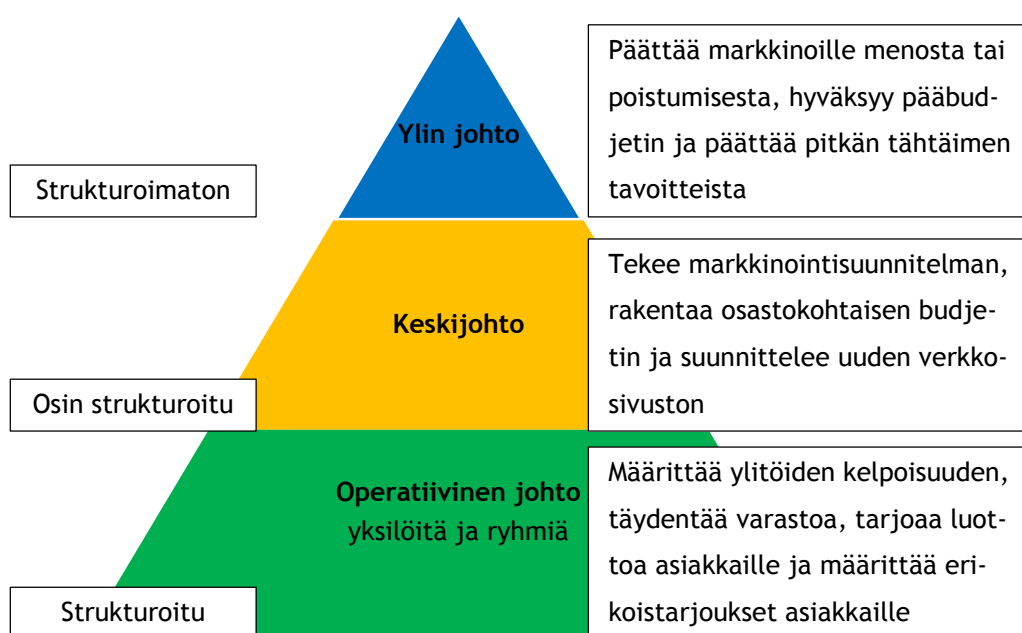 Ylin johto
Päättää markkinoille menosta tai
poistumisesta, hyväksyy pääbud-
jetin ja päättää pitkän tähtäimen
tavoitteista
Strukturoimaton
Keskijohto
Tekee markkinointisuunnitelman,
rakentaa osastokohtaisen budje-
tin ja suunnittelee uuden verkko-
sivuston
Osin strukturoitu
Operatiivinen johto
yksilöitä ja ryhmiä
Määrittää ylitöiden kelpoisuuden,
täydentää varastoa, tarjoaa luot-
toa asiakkaille ja määrittää eri-
koistarjoukset asiakkaille
Strukturoitu